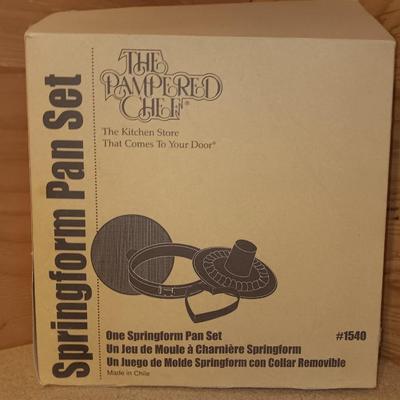 THE
PAMPERED
CHEF®
The Kitchen Store
That Comes To Your Door®
Springform Pan Set
One Springform Pan Set #1540
Un Jeu de Moule à Charnière Springform
Un Juego de Molde Springform con Collar Removible
Made in Chile